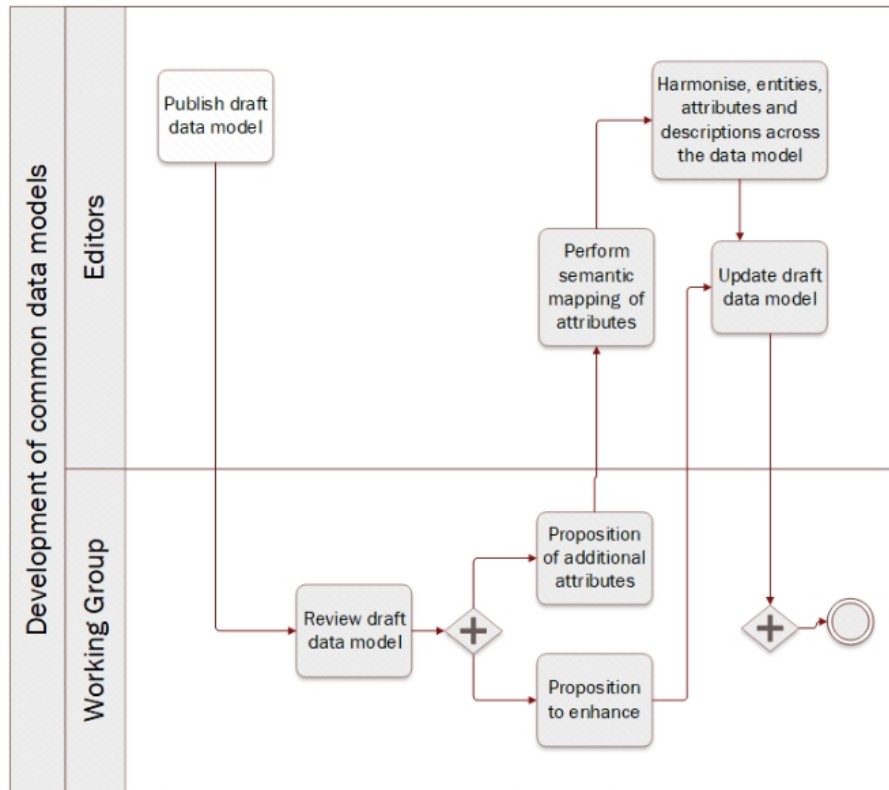 Development of common data models
Editors
Publish draft
data model
Harmonise, entities,
attributes and
descriptions across
the data model
Perform
semantic
mapping of
attributes
Update draft
data model
Working Group
Proposition
of additional
attributes
Review draft
data model
Proposition
to enhance